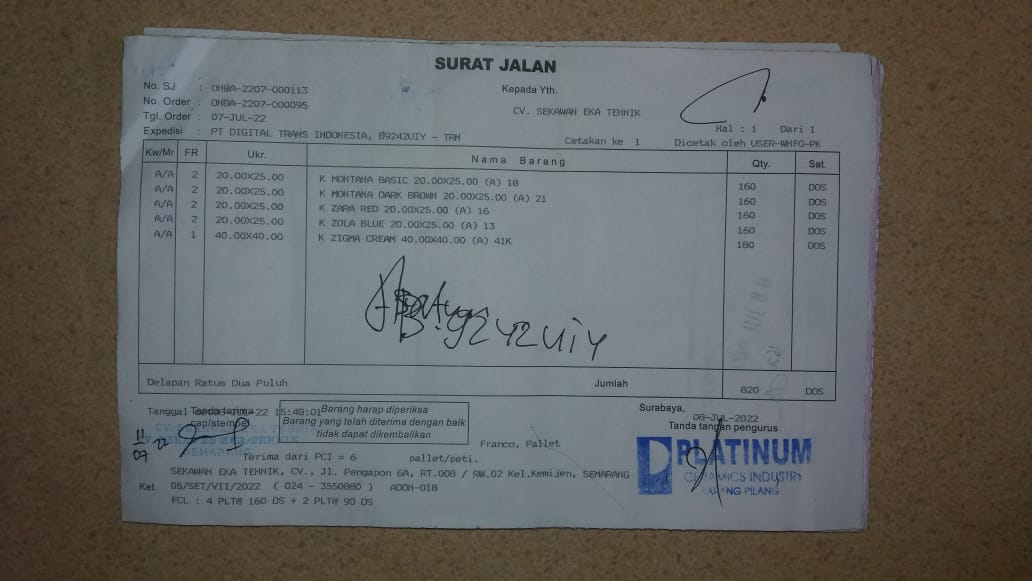 SURAT JALAN
No. SJ : DMBA-2207-000113
Kepada Yth.
No. Order : DMBA-2207-000095
CV. SEKAWAN EKA TEHNIK
Tgl. Order : 07-JUL-22
Hal : 1 Dari 1
Expedisi : PT DIGITAL TRANS INDONESIA, B9242UIY - TRN
Cetakan ke 1 Dicetak oleh USER-WHFG-PK
Kw/Mr FR Ukr. Nama Barang Qty. Sat.
A/A 2 20.00X25.00 K MONTANA BASIC 20.00X25.00 (A) 18 160 DOS
A/A 2 20.00X25.00 K MONTANA DARK BROWN 20.00X25.00 (A) 21 160 DOS
A/A 2 20.00X25.00 K ZARA RED 20.00X25.00 (A) 16 160 DOS
A/A 2 20.00X25.00 K ZOLA BLUE 20.00X25.00 (A) 13 160 DOS
A/A 1 40.00X40.00 K ZIGMA CREAM 40.00X40.00 (A) 41K 180 DOS
B.9242UiY
Delapan Ratus Dua Puluh Jumlah 820 DOS
Tanggal 22 15:48:01
Tanda terima
cap/stempel
Barang harap diperiksa
Barang yang telah diterima dengan baik
tidak dapat dikembalikan
Surabaya, 06-JUL-2022
Tanda tangan pengurus
11/07 22
SEMARANG
Franco, Pallet
Terima dari PCI = 6 pallet/peti.
PLATINUM
CERAMICS INDUSTRY
KARANG PILANG
SEKAWAN EKA TEHNIK, CV., Jl. Pengapon 6A, RT.008 / RW.02 Kel.Kemijen, SEMARANG
Ket. 06/SET/VII/2022 ( 024 - 3550080 ) ADDH-018
FCL : 4 PLT@ 160 DS + 2 PLT@ 90 DS